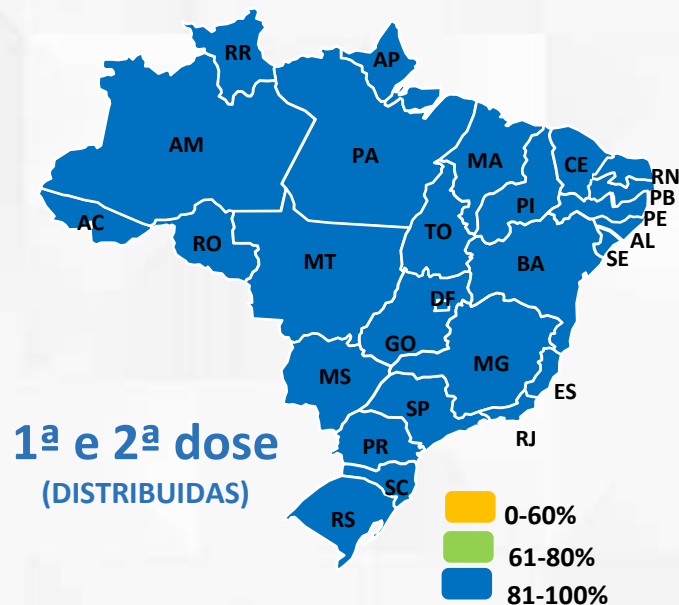 RR
AP
AM
PA
MA
CE
RN
PB
PI
PE
AC
TO
AL
RO
SE
MT
BA
DF
GO
MG
MS
ES
SP
RJ
PR
1ª e 2ª dose
(DISTRIBUIDAS)
SC
RS
0-60%
61-80%
81-100%